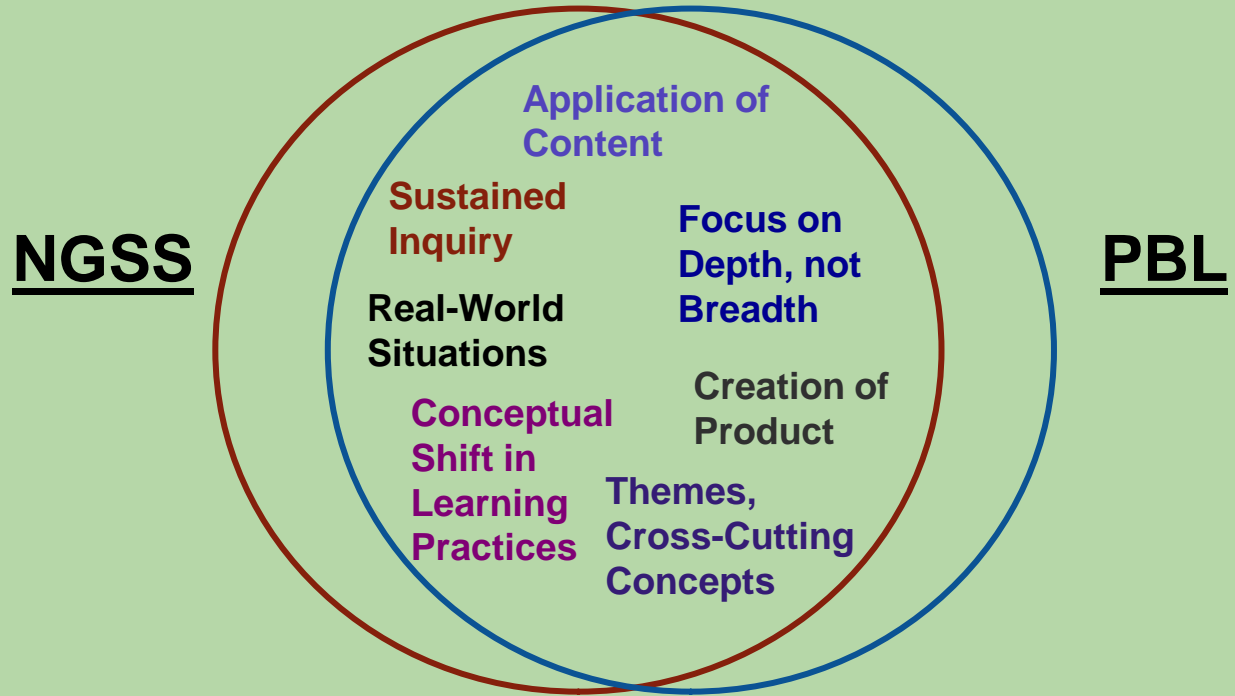 NGSS
PBL
Application of
Content
Sustained
Inquiry
Focus on
Depth, not
Breadth
Real-World
Situations
Creation of
Product
Conceptual
Shift in
Learning
Practices
Themes,
Cross-Cutting
Concepts